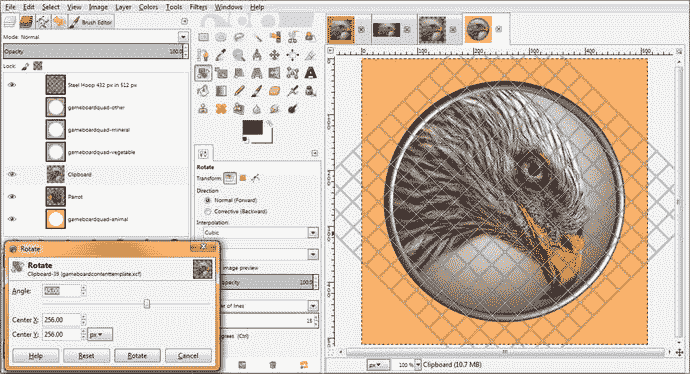 File Edit Select View Image Layer Colors Tools Filters Windows Help
Brush Editor
Mode: Normal
Opacity 100.0
Lock:
Steel Hoop 432 px in 512 px
gameboardquad-other
gameboardquad-mineral
gameboardquad-vegetable
Clipboard
Parrot
gameboardquad-animal
Rotate
Transform:
Direction
Normal (Forward)
Corrective (Backward)
Interpolation:
Cubic
image preview
opacity 100.0
er of lines
15
egrees (Ctrl)
Rotate
Rotate
Clipboard-39 (gameboardcontenttemplate.xcf)
Angle: 45.00
Center X: 256.00
Center Y: 256.00 px
Help Reset Rotate Cancel
px 100 % Clipboard (10.7 MB)